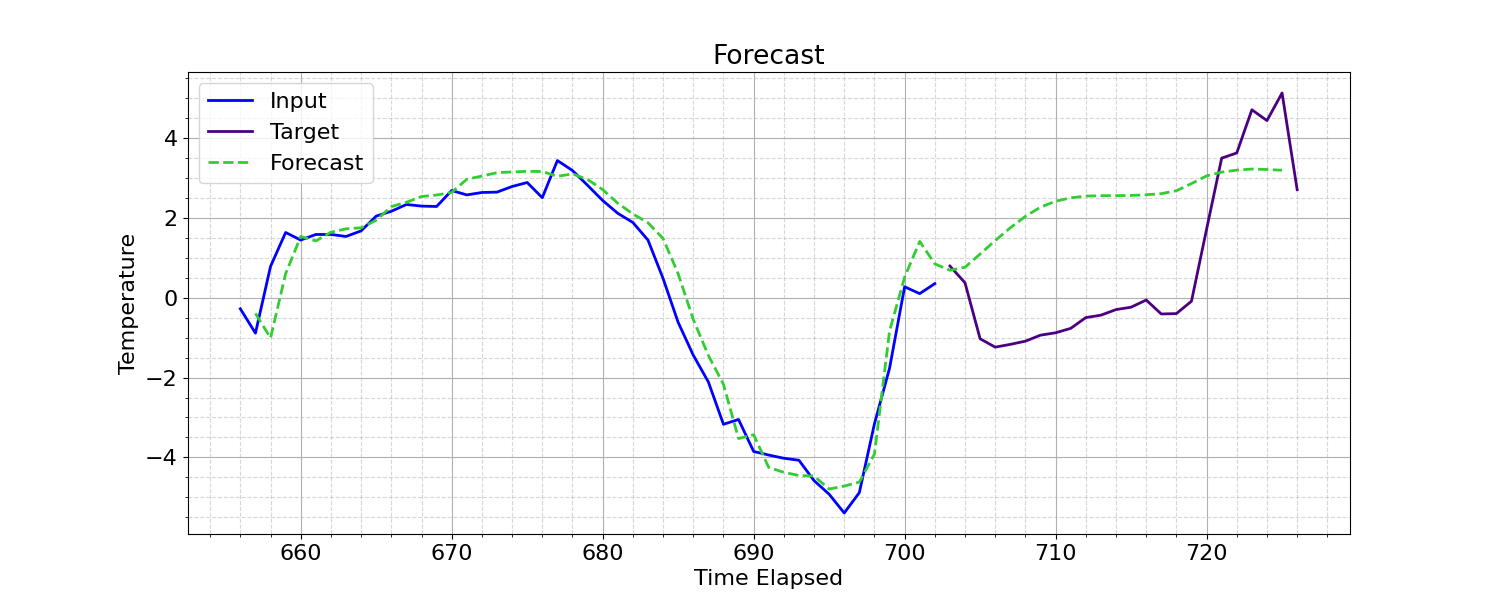 Forecast
Input
Target
Forecast
Temperature
4
2
0
−2
−4
660 670 680 690 700 710 720
Time Elapsed